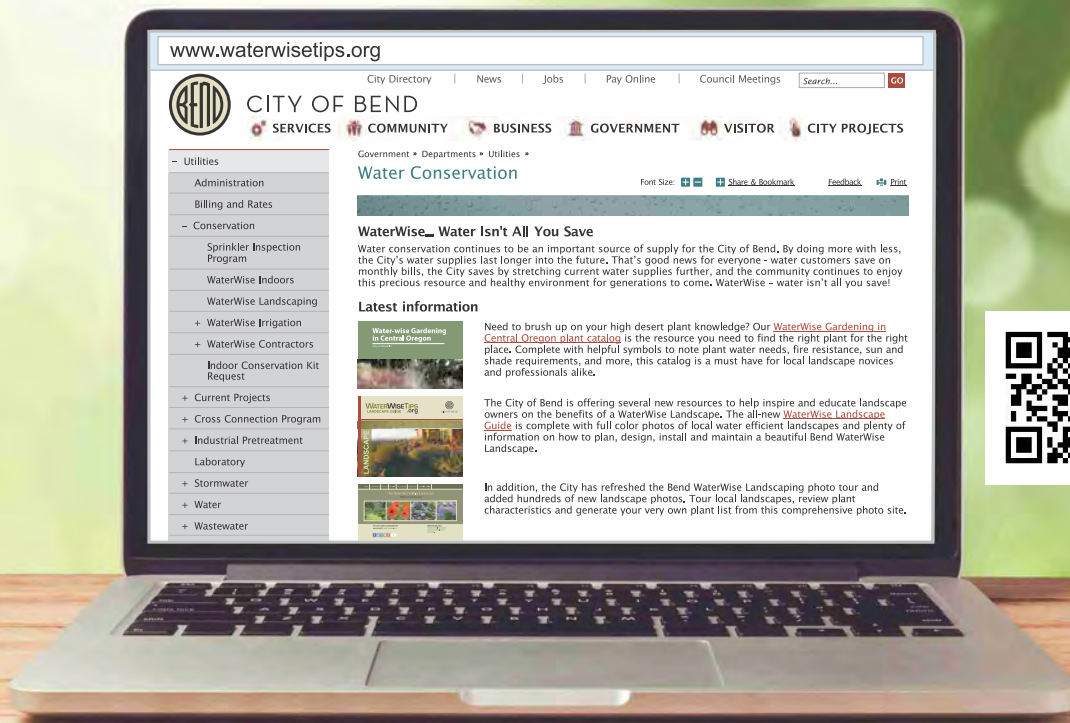 www.waterwisetips.org
City Directory | News | Jobs | Pay Online | Council Meetings Search... GO
BEND
CITY OF BEND
SERVICES COMMUNITY BUSINESS GOVERNMENT VISITOR CITY PROJECTS
– Utilities
Administration
Billing and Rates
– Conservation
Sprinkler Inspection
Program
WaterWise Indoors
WaterWise Landscaping
+ WaterWise Irrigation
+ WaterWise Contractors
Indoor Conservation Kit
Request
+ Current Projects
+ Cross Connection Program
+ Industrial Pretreatment
Laboratory
+ Stormwater
+ Water
+ Wastewater
Government » Departments » Utilities »
Water Conservation
Font Size: + – + Share & Bookmark Feedback Print
WaterWise... Water Isn't All You Save
Water conservation continues to be an important source of supply for the City of Bend. By doing more with less,
the City's water supplies last longer into the future. That's good news for everyone - water customers save on
monthly bills, the City saves by stretching current water supplies further, and the community continues to enjoy
this precious resource and healthy environment for generations to come. WaterWise – water isn't all you save!
Latest information
Water-wise Gardening
in Central Oregon
Need to brush up on your high desert plant knowledge? Our WaterWise Gardening in
Central Oregon plant catalog is the resource you need to find the right plant for the right
place. Complete with helpful symbols to note plant water needs, fire resistance, sun and
shade requirements, and more, this catalog is a must have for local landscape novices
and professionals alike.
WATERWISETIPS
LANDSCAPE GUIDE .org
LANDSCAPE
The City of Bend is offering several new resources to help inspire and educate landscape
owners on the benefits of a WaterWise Landscape. The all-new WaterWise Landscape
Guide is complete with full color photos of local water efficient landscapes and plenty of
information on how to plan, design, install and maintain a beautiful Bend WaterWise
Landscape.
In addition, the City has refreshed the Bend WaterWise Landscaping photo tour and
added hundreds of new landscape photos. Tour local landscapes, review plant
characteristics and generate your very own plant list from this comprehensive photo site.